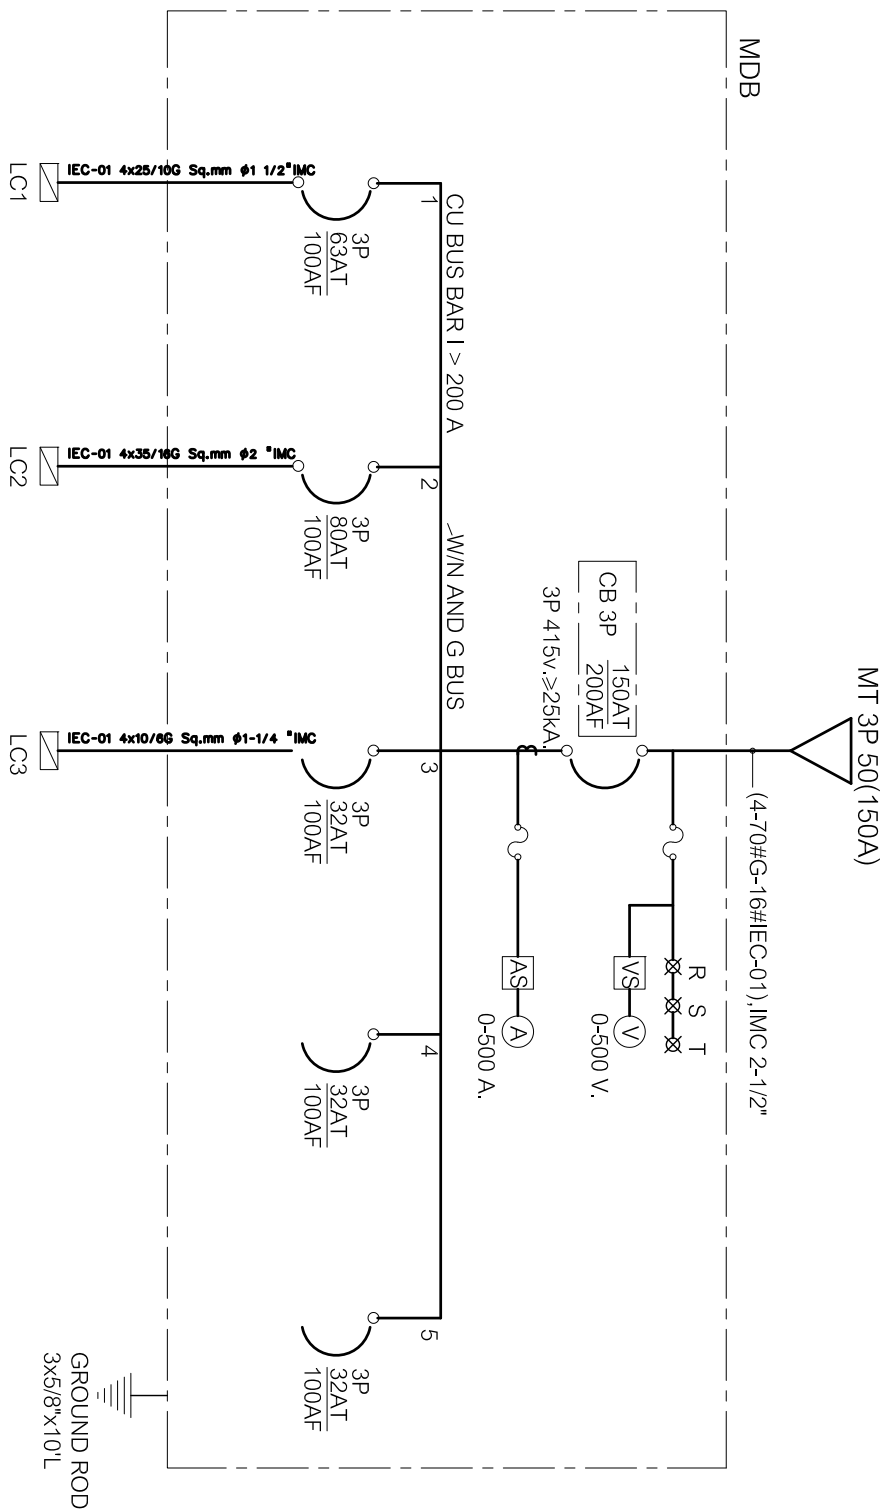 MT 3P 50(150A)
(4-70#G-16#IEC-01),IMC 2-1/2"
MDB
R S T
VS
V
0-500 V.
CB 3P
150AT
200AF
3P 415v.≥25kA.
AS
A
0-500 A.
CU BUS BAR I > 200 A
-W/N AND G BUS
1
2
3
4
5
3P
63AT
100AF
3P
80AT
100AF
3P
32AT
100AF
3P
32AT
100AF
3P
32AT
100AF
IEC-01 4x25/10G Sq.mm ø1 1/2"IMC
IEC-01 4x35/16G Sq.mm ø2 "IMC
IEC-01 4x10/6G Sq.mm ø1-1/4 "IMC
LC1
LC2
LC3
GROUND ROD
3x5/8"x10'L